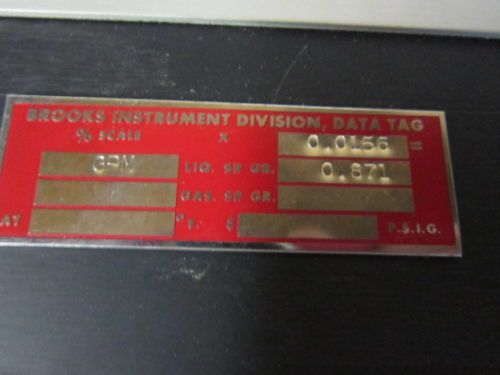 BROOKS INSTRUMENT DIVISION, DATA TAG
% SCALE X 0.0156 =
GPM LIQ. SP. GR. 0.871
GAS. SP. GR.
AT °F. & P.S.I.G.